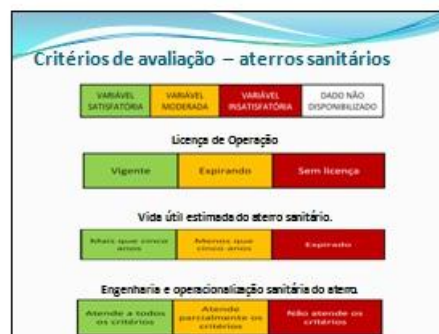 Critérios de avaliação – aterros sanitários
VARIÁVEL SATISFATÓRIA
VARIÁVEL MODERADA
VARIÁVEL INSATISFATÓRIA
DADO NÃO DISPONIBILIZADO
Licença de Operação
Vigente
Expirando
Sem licença
Vida útil estimada do aterro sanitário.
Mais que cinco anos
Menos que cinco anos
Expirado
Engenharia e operacionalização sanitária do aterro
Atende a todos os critérios
Atende parcialmente os critérios
Não atende os critérios